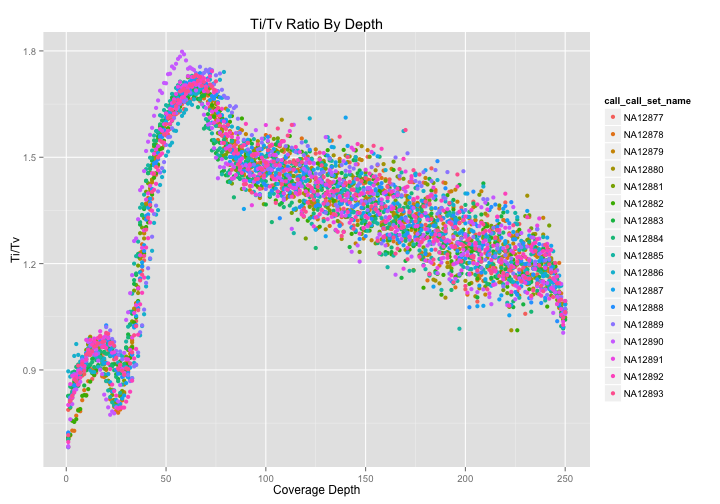 Ti/Tv Ratio By Depth
1.8
1.5
1.2
0.9
Ti/Tv
0 50 100 150 200 250
Coverage Depth
call_call_set_name
NA12877
NA12878
NA12879
NA12880
NA12881
NA12882
NA12883
NA12884
NA12885
NA12886
NA12887
NA12888
NA12889
NA12890
NA12891
NA12892
NA12893